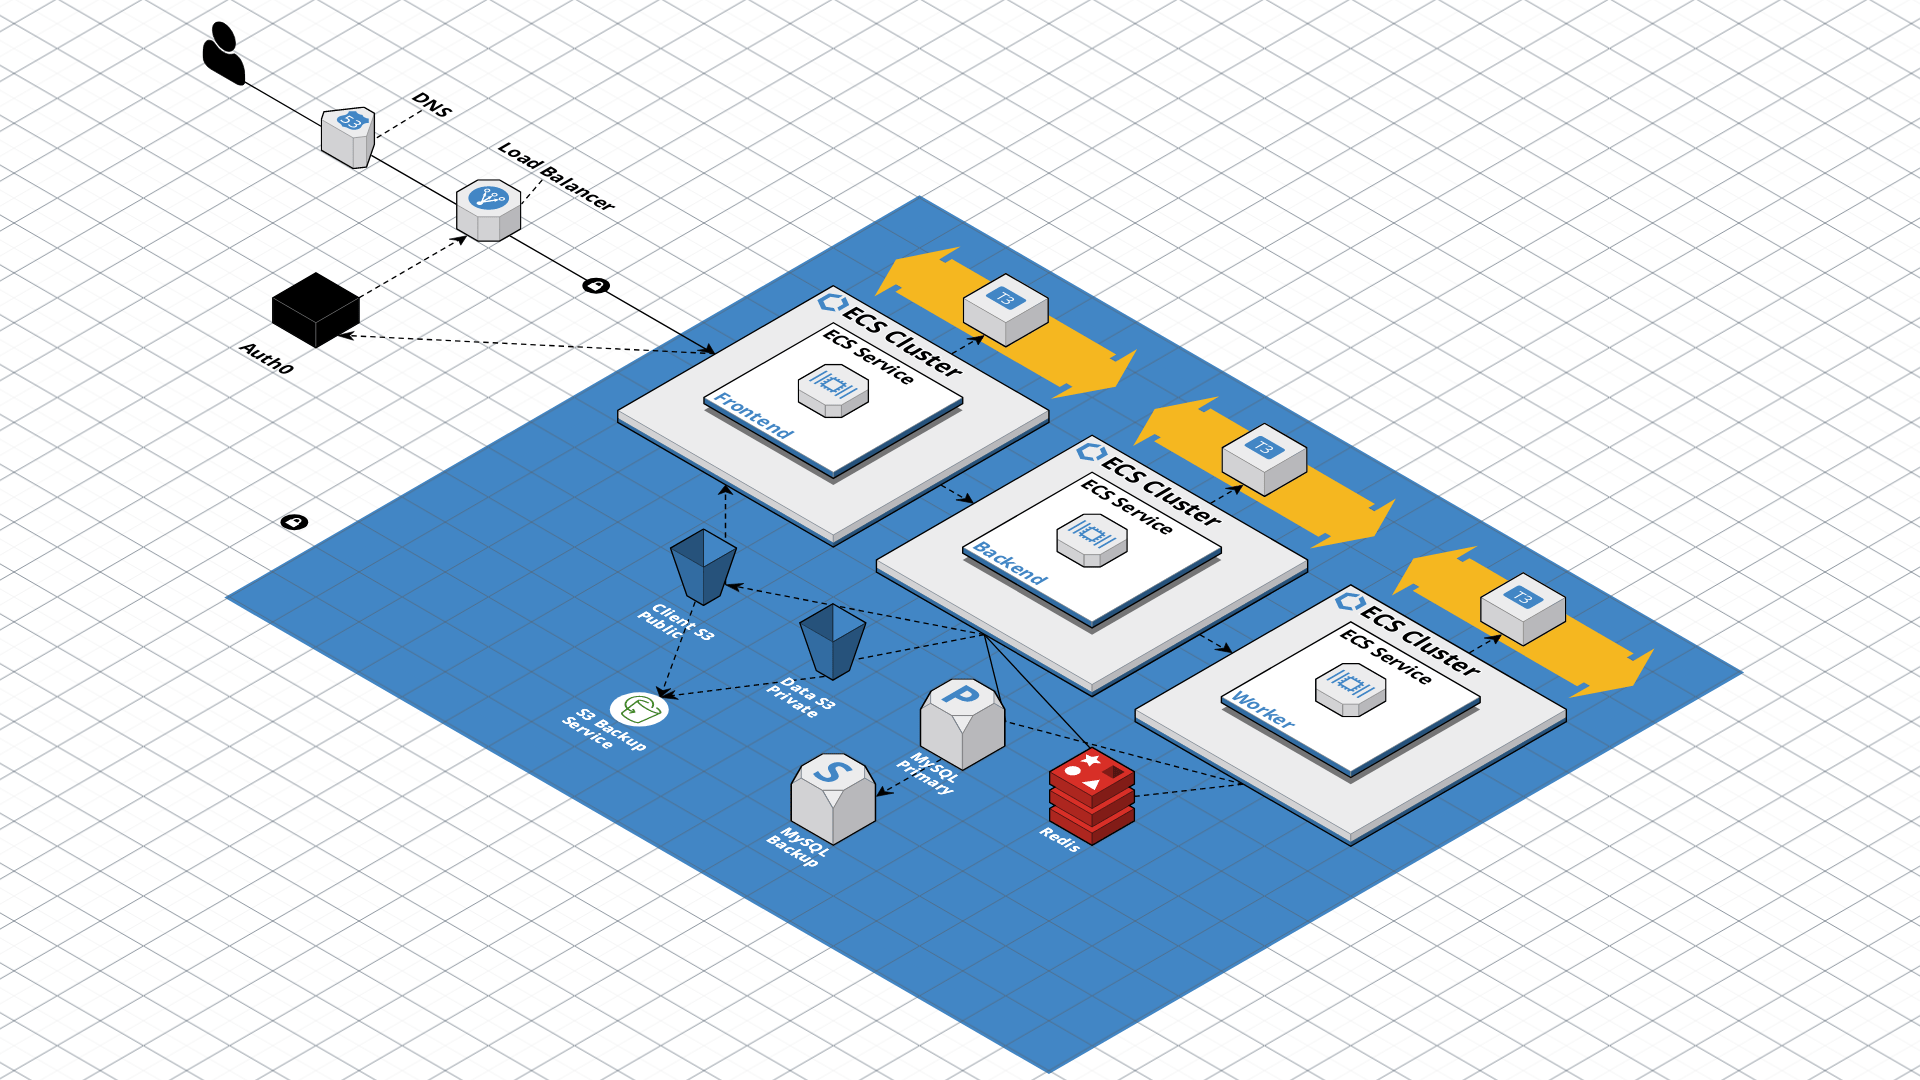 53
DNS
Load Balancer
Auth0
T3
ECS Cluster
ECS Service
Frontend
T3
ECS Cluster
ECS Service
Backend
T3
ECS Cluster
ECS Service
Worker
Client S3
Public
Data S3
Private
S3 Backup
Service
P
MySQL
Primary
S
MySQL
Backup
Redis